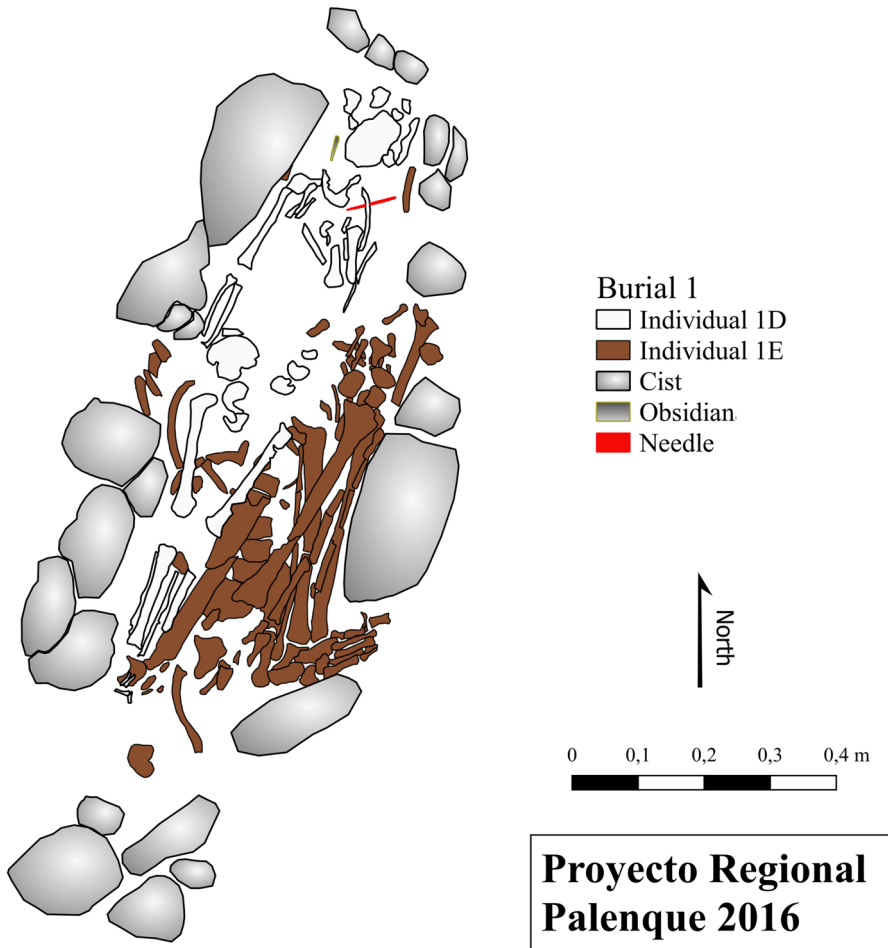 Burial 1
Individual 1D
Individual 1E
Cist
Obsidian
Needle
North
0 0,1 0,2 0,3 0,4 m
Proyecto Regional
Palenque 2016